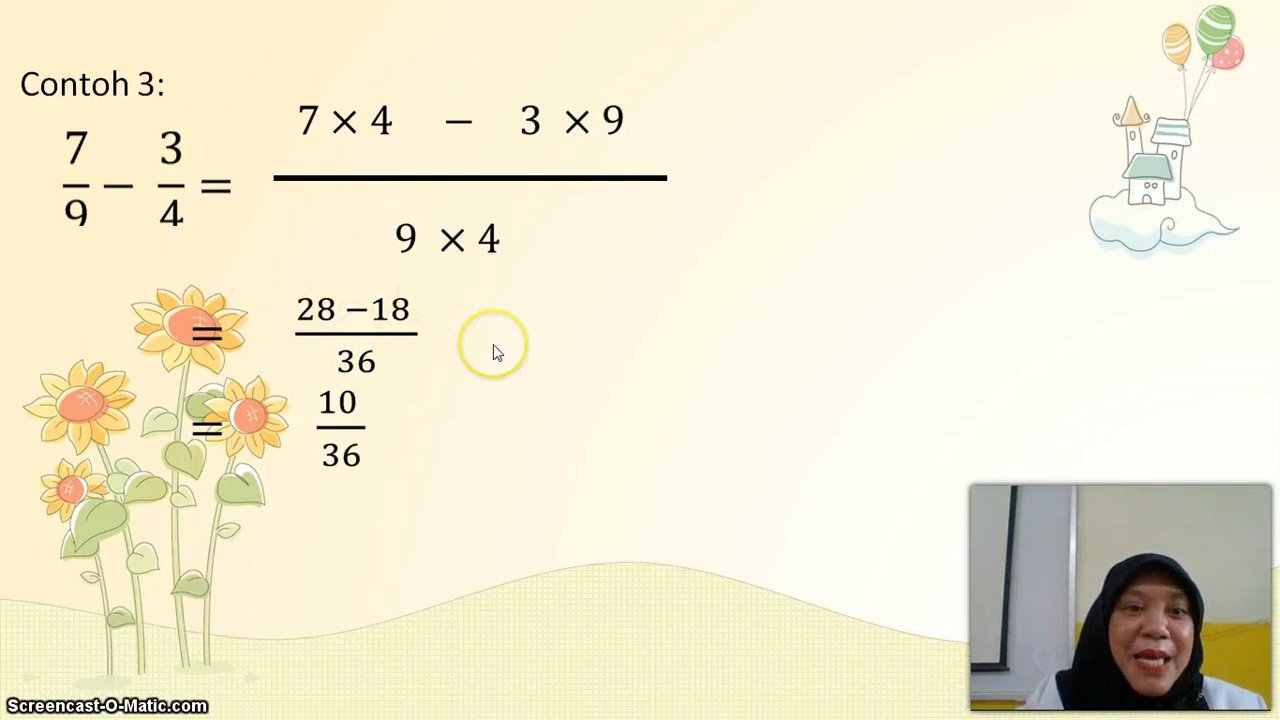 Contoh 3:
7/9 − 3/4 = (7 × 4 − 3 × 9) / (9 × 4)
= (28 − 18) / 36
= 10/36
Screencast-O-Matic.com